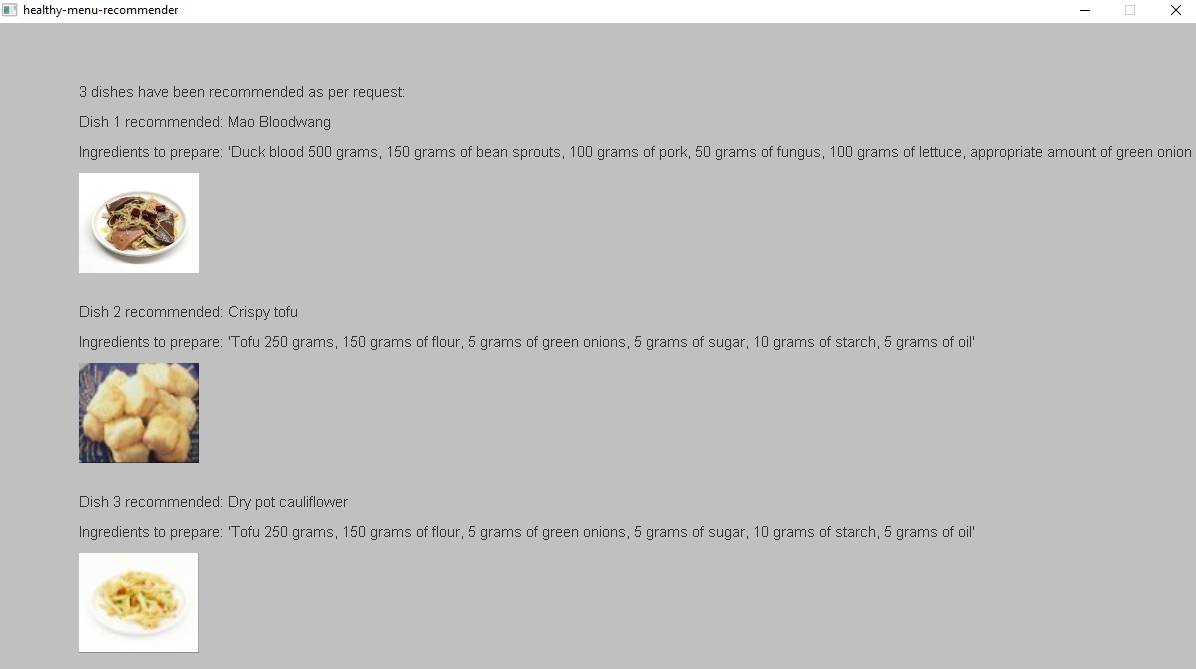 healthy-menu-recommender
3 dishes have been recommended as per request:
Dish 1 recommended: Mao Bloodwang
Ingredients to prepare: 'Duck blood 500 grams, 150 grams of bean sprouts, 100 grams of pork, 50 grams of fungus, 100 grams of lettuce, appropriate amount of green onion
Dish 2 recommended: Crispy tofu
Ingredients to prepare: 'Tofu 250 grams, 150 grams of flour, 5 grams of green onions, 5 grams of sugar, 10 grams of starch, 5 grams of oil'
Dish 3 recommended: Dry pot cauliflower
Ingredients to prepare: 'Tofu 250 grams, 150 grams of flour, 5 grams of green onions, 5 grams of sugar, 10 grams of starch, 5 grams of oil'